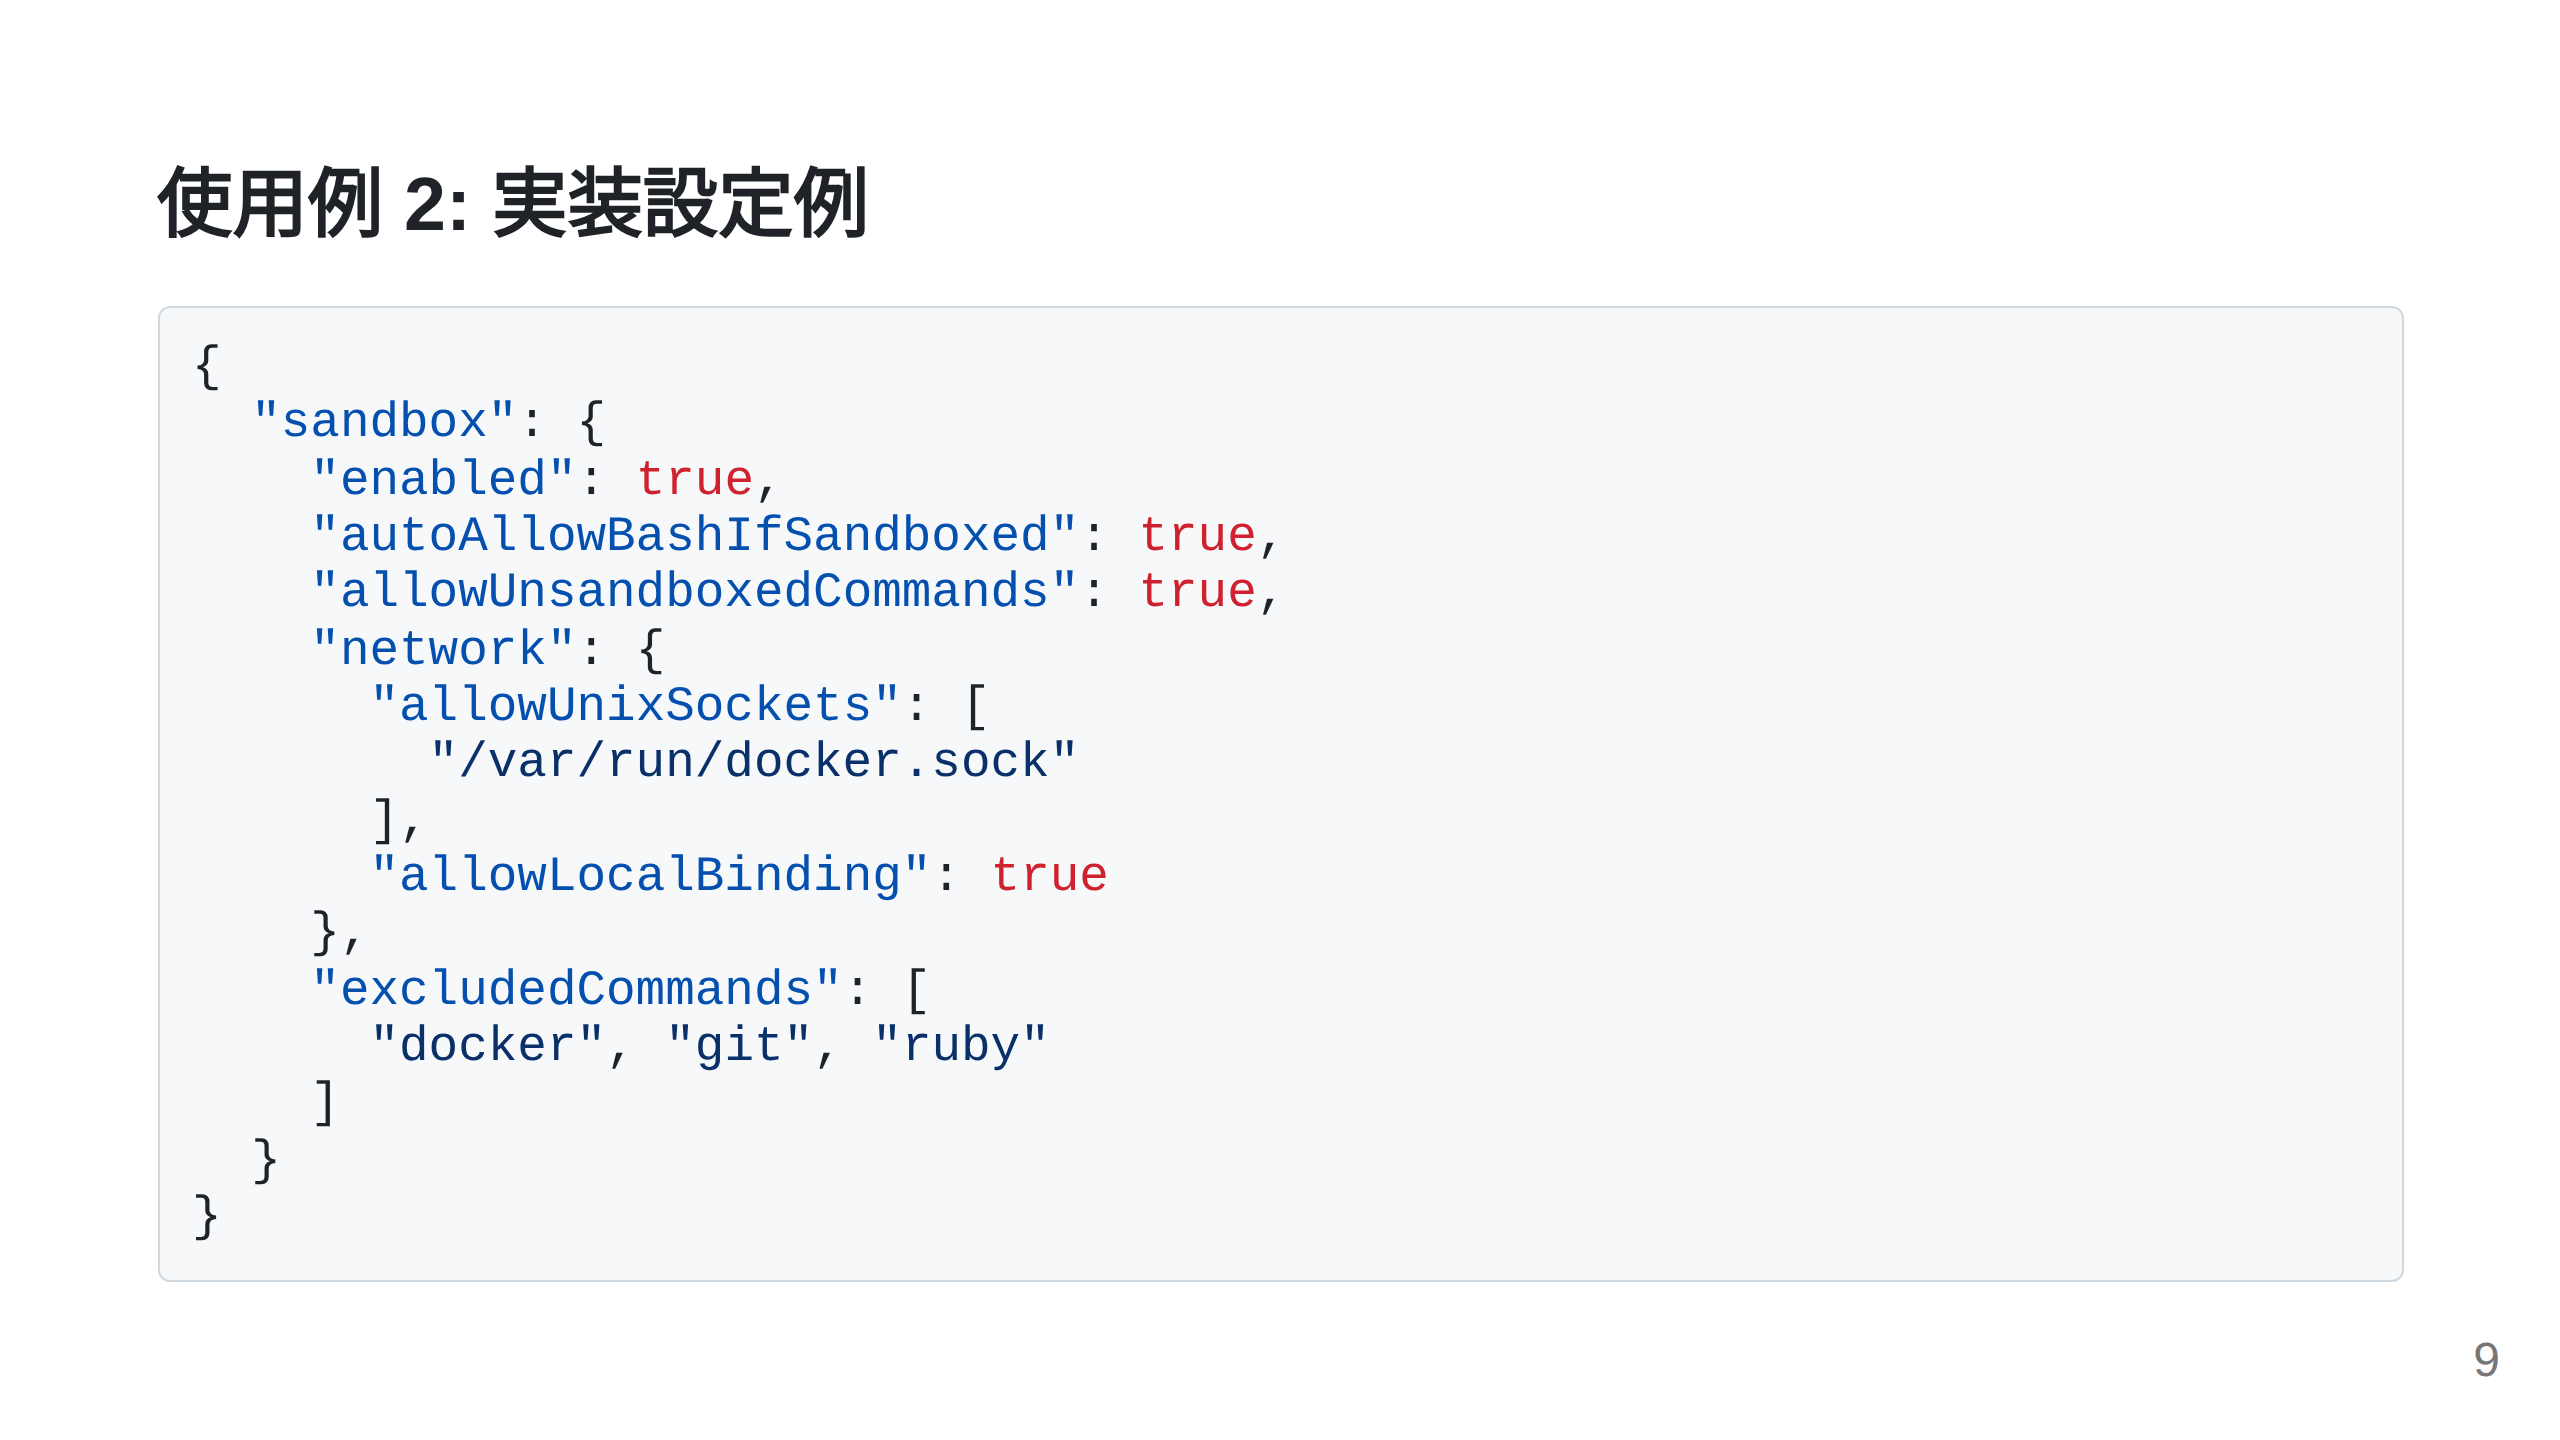 使用例 2: 実装設定例
{
  "sandbox": {
    "enabled": true,
    "autoAllowBashIfSandboxed": true,
    "allowUnsandboxedCommands": true,
    "network": {
      "allowUnixSockets": [
        "/var/run/docker.sock"
      ],
      "allowLocalBinding": true
    },
    "excludedCommands": [
      "docker", "git", "ruby"
    ]
  }
}
9